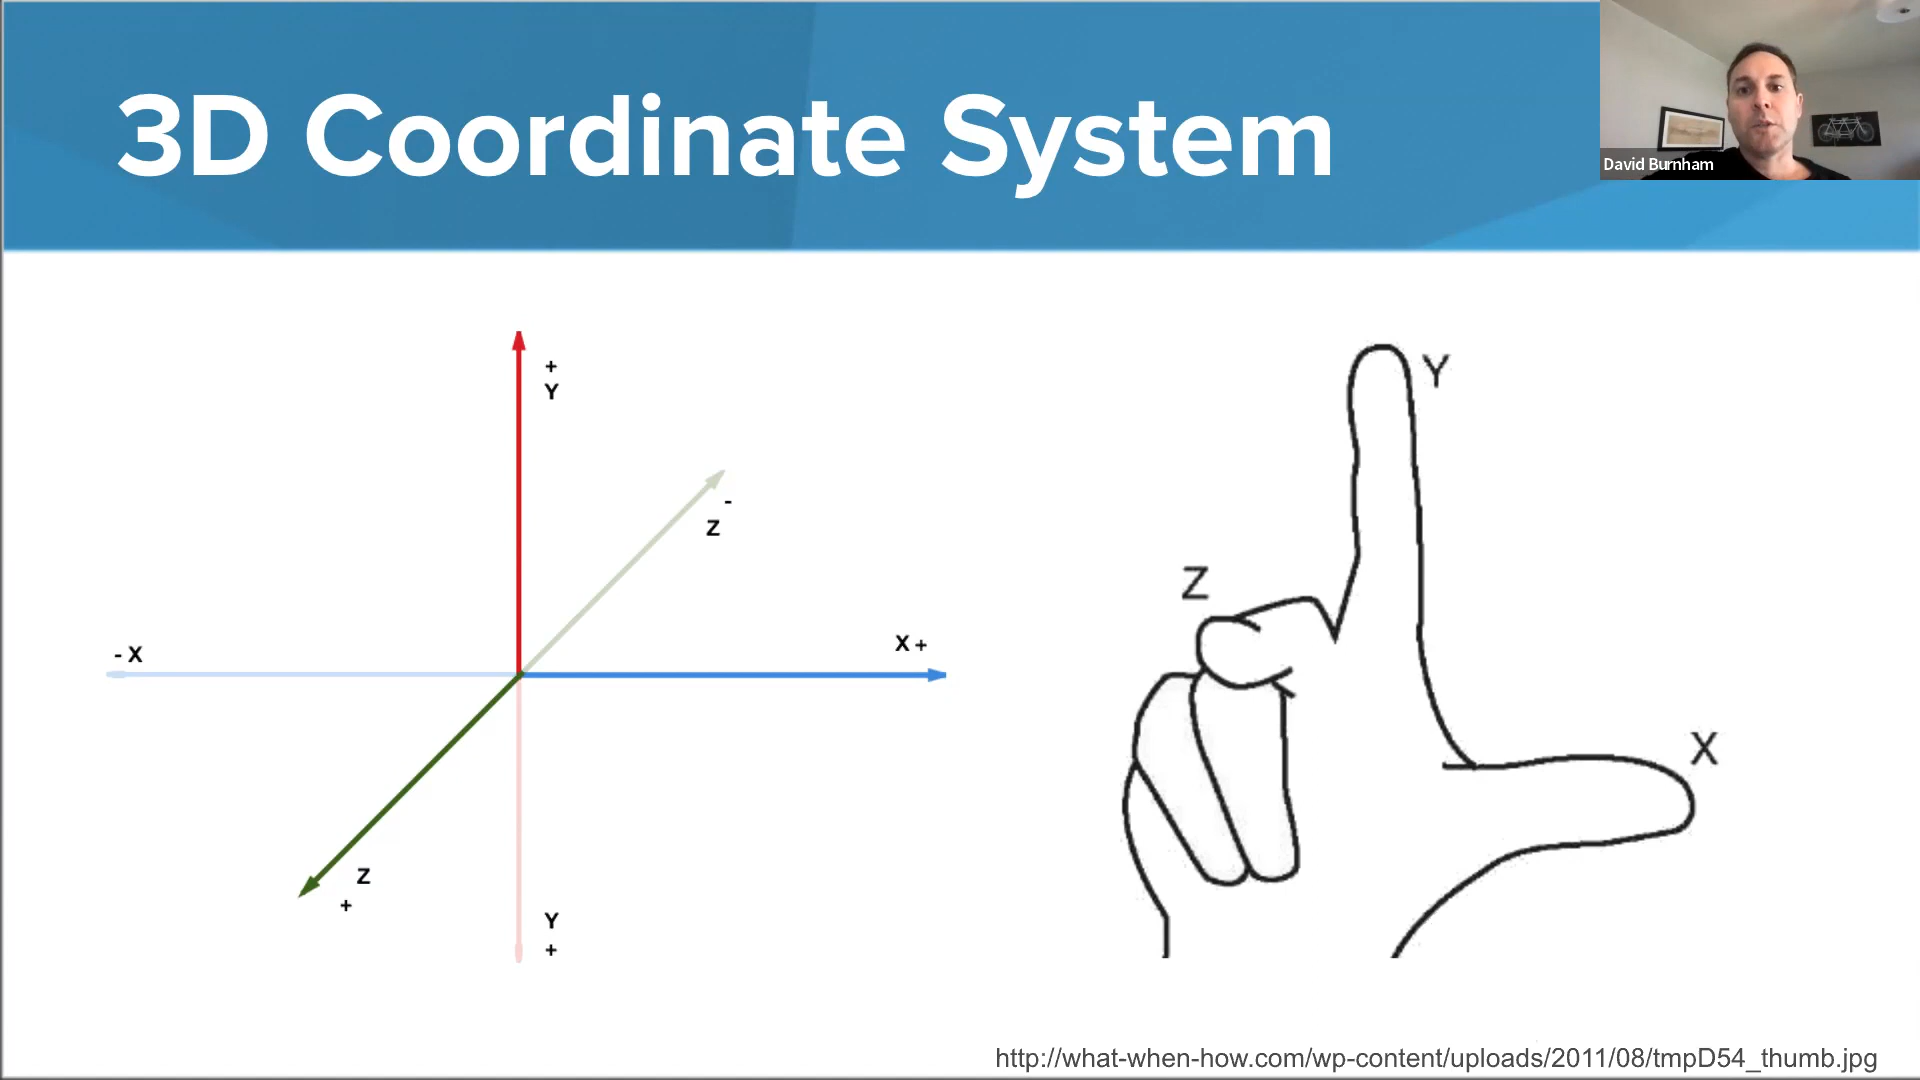 3D Coordinate System
David Burnham
+
Y
-
Z
- X
X +
Z
+
Y
+
Y
Z
X
http://what-when-how.com/wp-content/uploads/2011/08/tmpD54_thumb.jpg